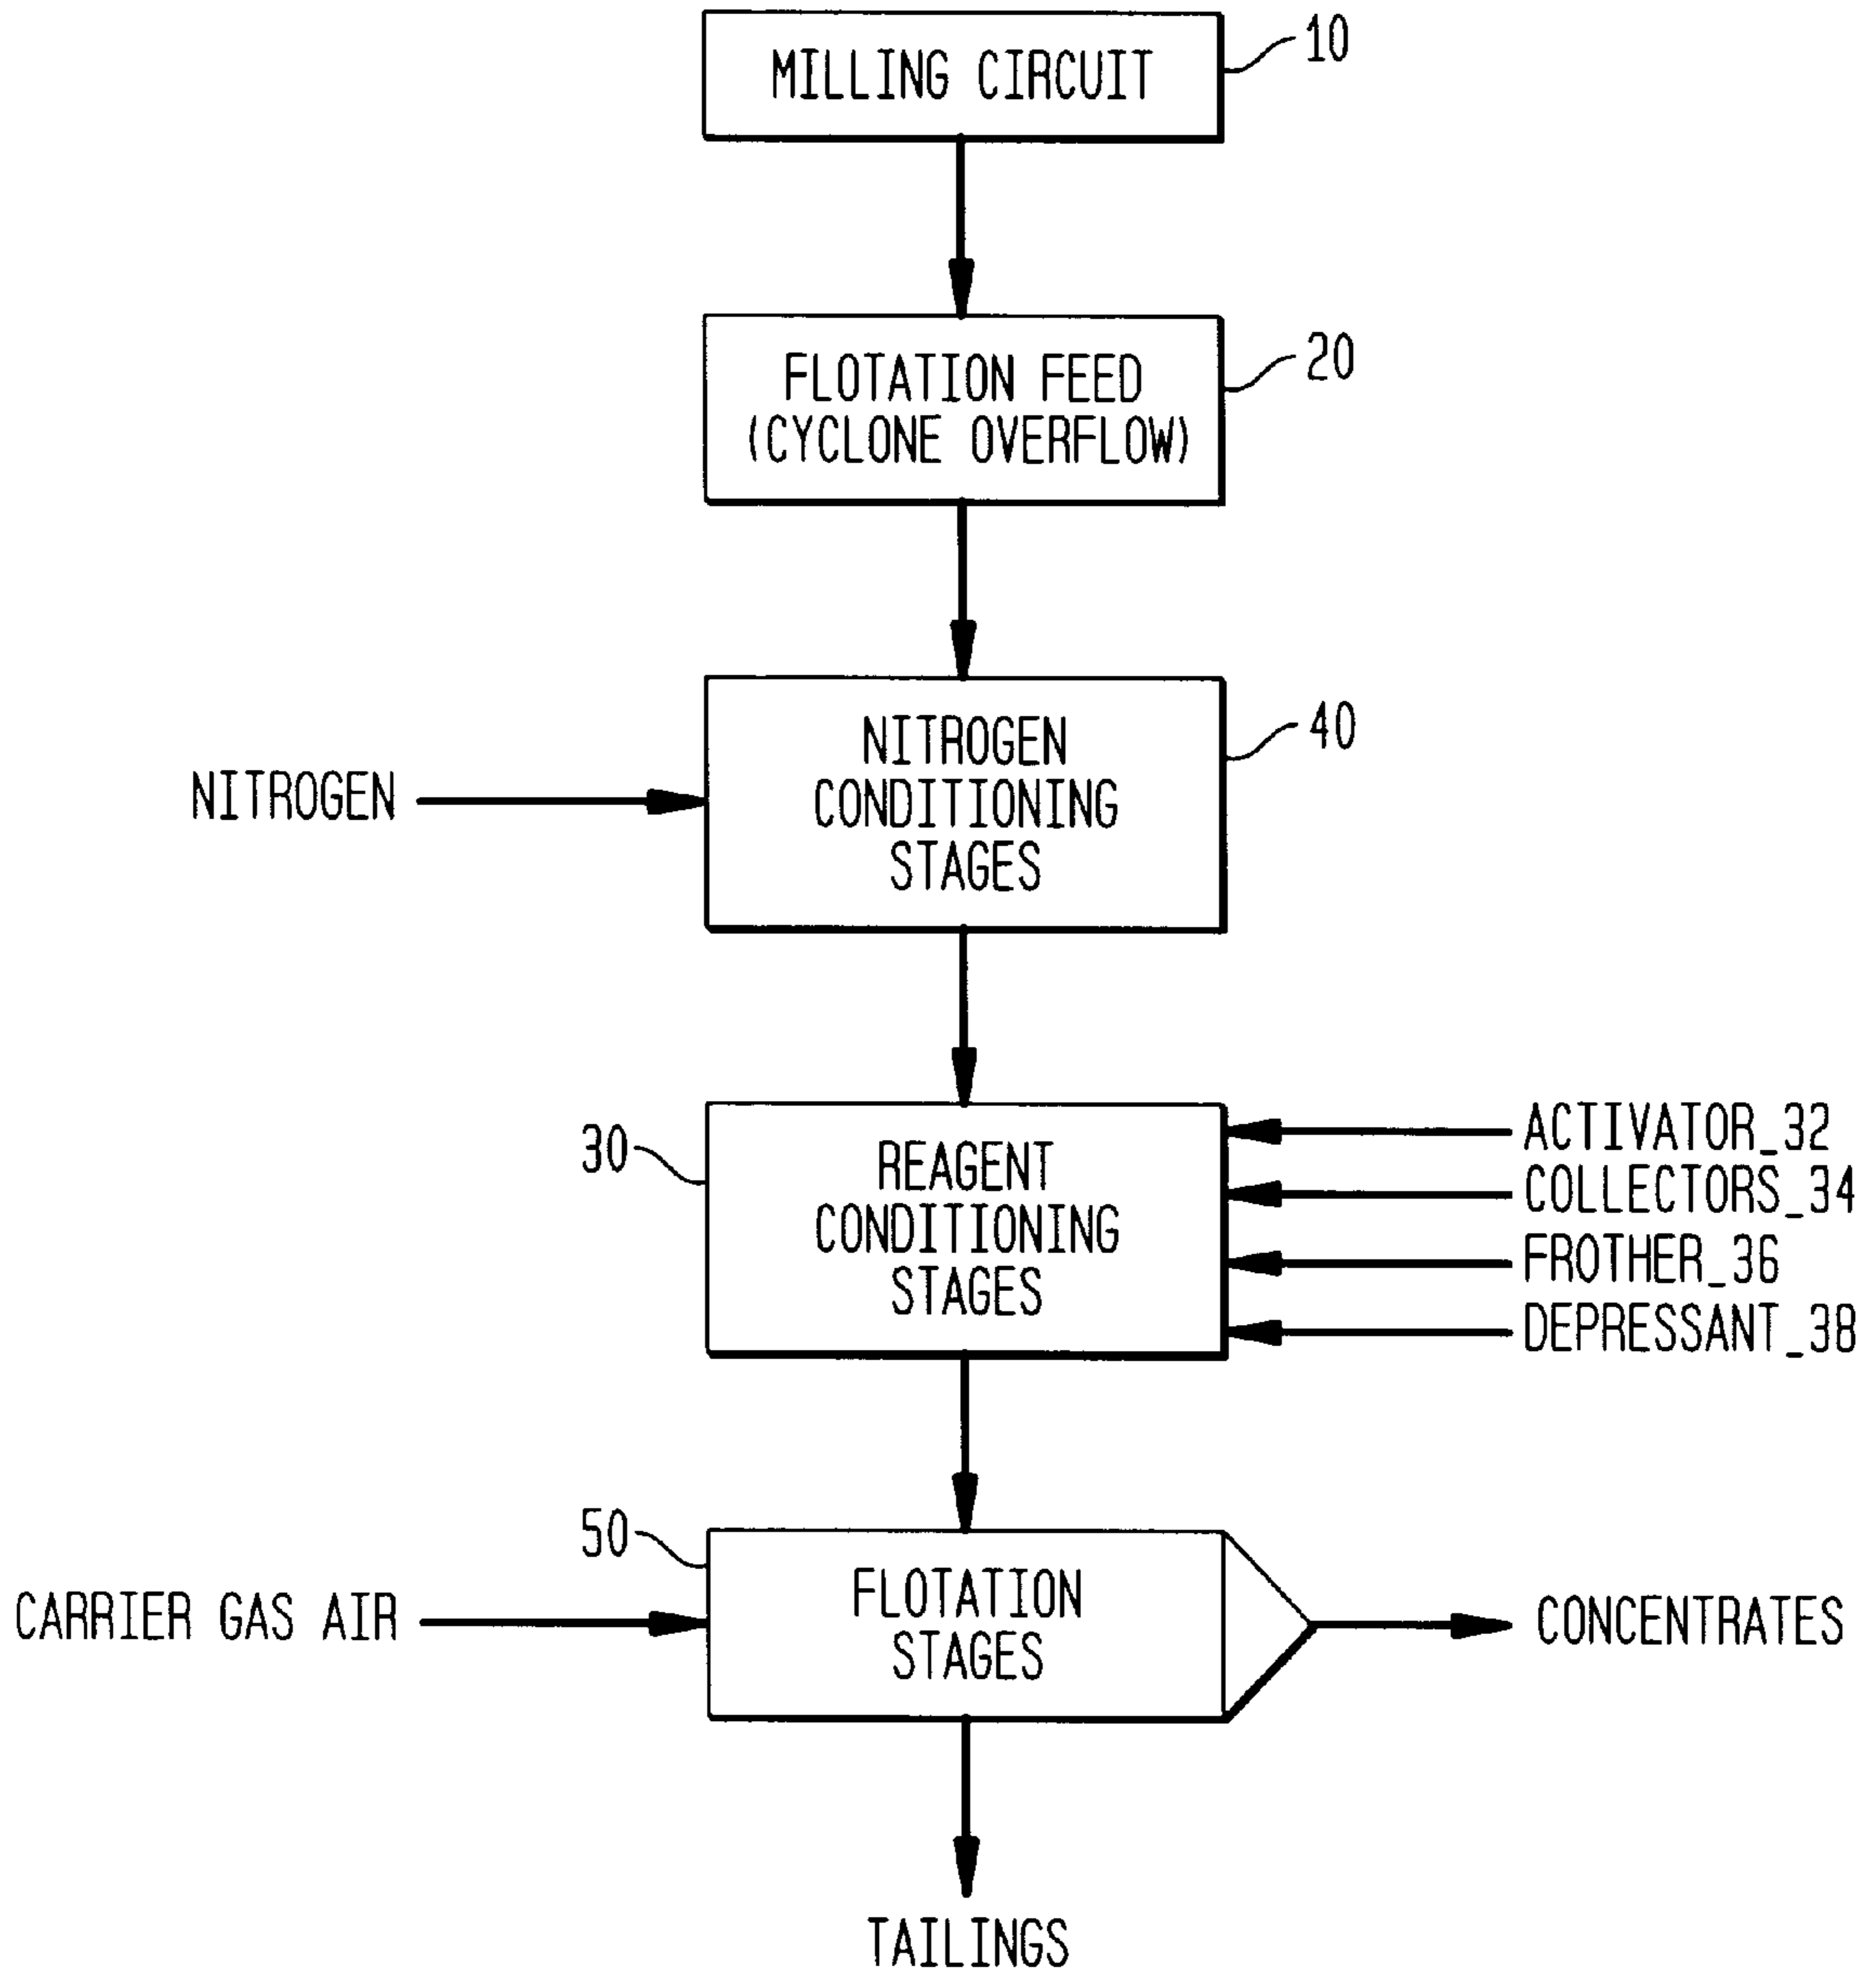 MILLING CIRCUIT
10
FLOTATION FEED
(CYCLONE OVERFLOW)
20
NITROGEN
NITROGEN
CONDITIONING
STAGES
40
30
REAGENT
CONDITIONING
STAGES
ACTIVATOR_32
COLLECTORS_34
FROTHER_36
DEPRESSANT_38
50
CARRIER GAS AIR
FLOTATION
STAGES
CONCENTRATES
TAILINGS